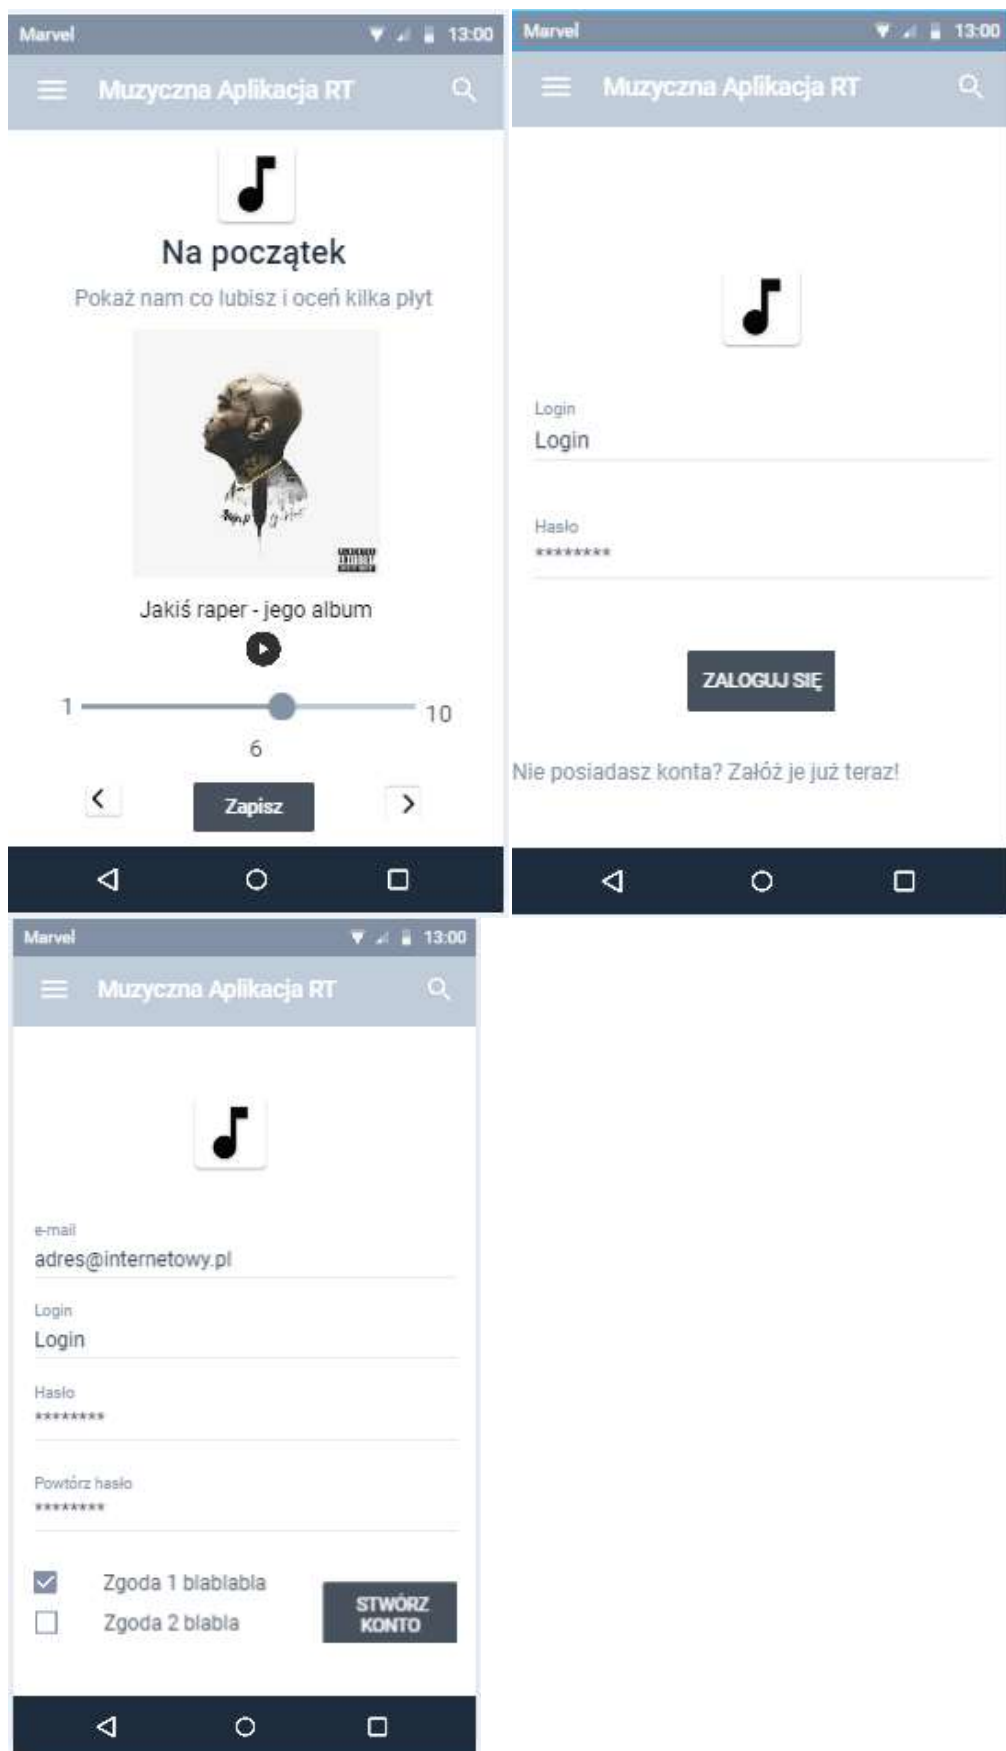 Marvel
13:00
Muzyczna Aplikacja RT
Na początek
Pokaż nam co lubisz i oceń kilka płyt
Jakiś raper - jego album
1
10
6
Zapisz
Marvel
13:00
Muzyczna Aplikacja RT
Login
Login
Hasło
********
ZALOGUJ SIĘ
Nie posiadasz konta? Załóż je już teraz!
Marvel
13:00
Muzyczna Aplikacja RT
e-mail
adres@internetowy.pl
Login
Login
Hasło
********
Powtórz hasło
********
Zgoda 1 blablabla
Zgoda 2 blabla
STWÓRZ
KONTO